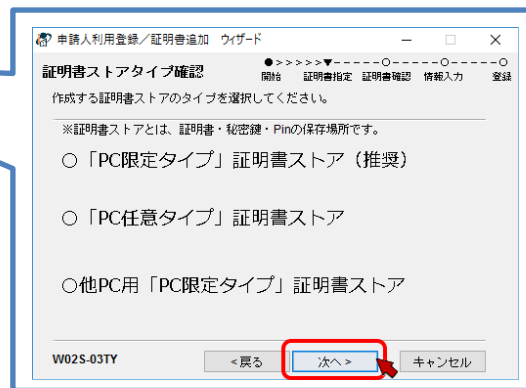 申請人利用登録／証明書追加 ウィザード
証明書ストアタイプ確認
●>>>>>▼-----○-----○-----○
開始 証明書指定 証明書確認 情報入力 登録
作成する証明書ストアのタイプを選択してください。
※証明書ストアとは、証明書・秘密鍵・Pinの保存場所です。
○「PC限定タイプ」証明書ストア（推奨）
○「PC任意タイプ」証明書ストア
○他PC用「PC限定タイプ」証明書ストア
W02S-03TY
<戻る 次へ> キャンセル